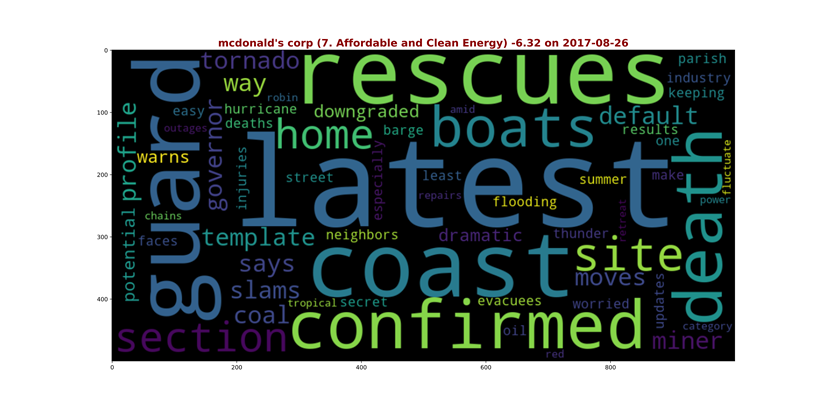 mcdonald's corp (7. Affordable and Clean Energy) -6.32 on 2017-08-26
0
100
200
300
400
0
200
400
600
800
guard
tornado
rescues
parish
way
industry
keeping
robin
easy
hurricane
downgraded
amid
default
outages
deaths
home
barge
boats
results
profile
governor
one
warns
injuries
latest
death
fluctuate
street
especially
least
summer
make
repairs
flooding
power
chains
retreat
potential
faces
template
neighbors
dramatic
thunder
says
coast
site
slams
moves
updates
tropical
secret
evacuees
worried
coal
confirmed
oil
category
section
miner
red